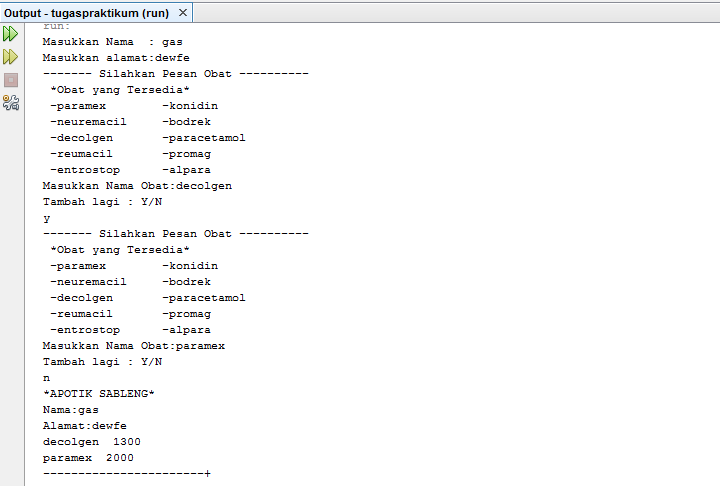 Output - tugaspraktikum (run) ×
run:
Masukkan Nama  : gas
Masukkan alamat:dewfe
------- Silahkan Pesan Obat ----------
 *Obat yang Tersedia*
 -paramex        -konidin
 -neuremacil     -bodrek
 -decolgen       -paracetamol
 -reumacil       -promag
 -entrostop      -alpara
Masukkan Nama Obat:decolgen
Tambah lagi : Y/N
y
------- Silahkan Pesan Obat ----------
 *Obat yang Tersedia*
 -paramex        -konidin
 -neuremacil     -bodrek
 -decolgen       -paracetamol
 -reumacil       -promag
 -entrostop      -alpara
Masukkan Nama Obat:paramex
Tambah lagi : Y/N
n
*APOTIK SABLENG*
Nama:gas
Alamat:dewfe
decolgen  1300
paramex  2000
-----------------------+